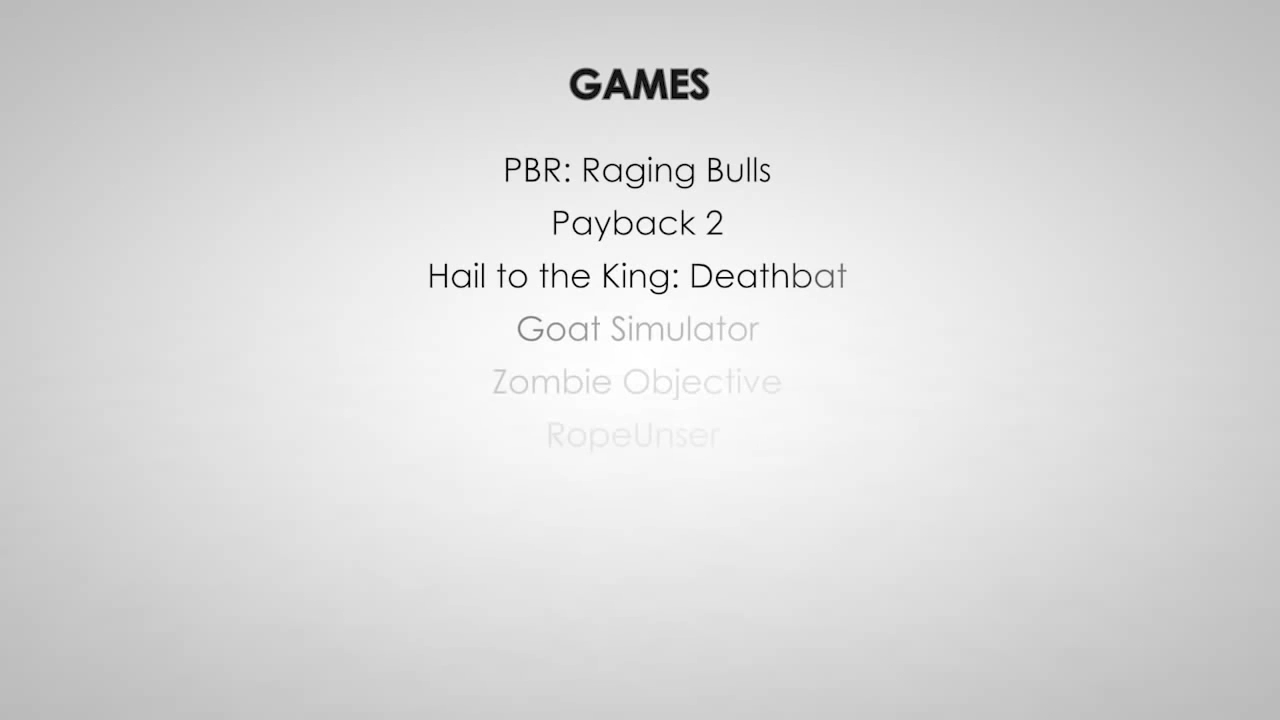 GAMES
PBR: Raging Bulls
Payback 2
Hail to the King: Deathbat
Goat Simulator
Zombie Objective
RopeUnser